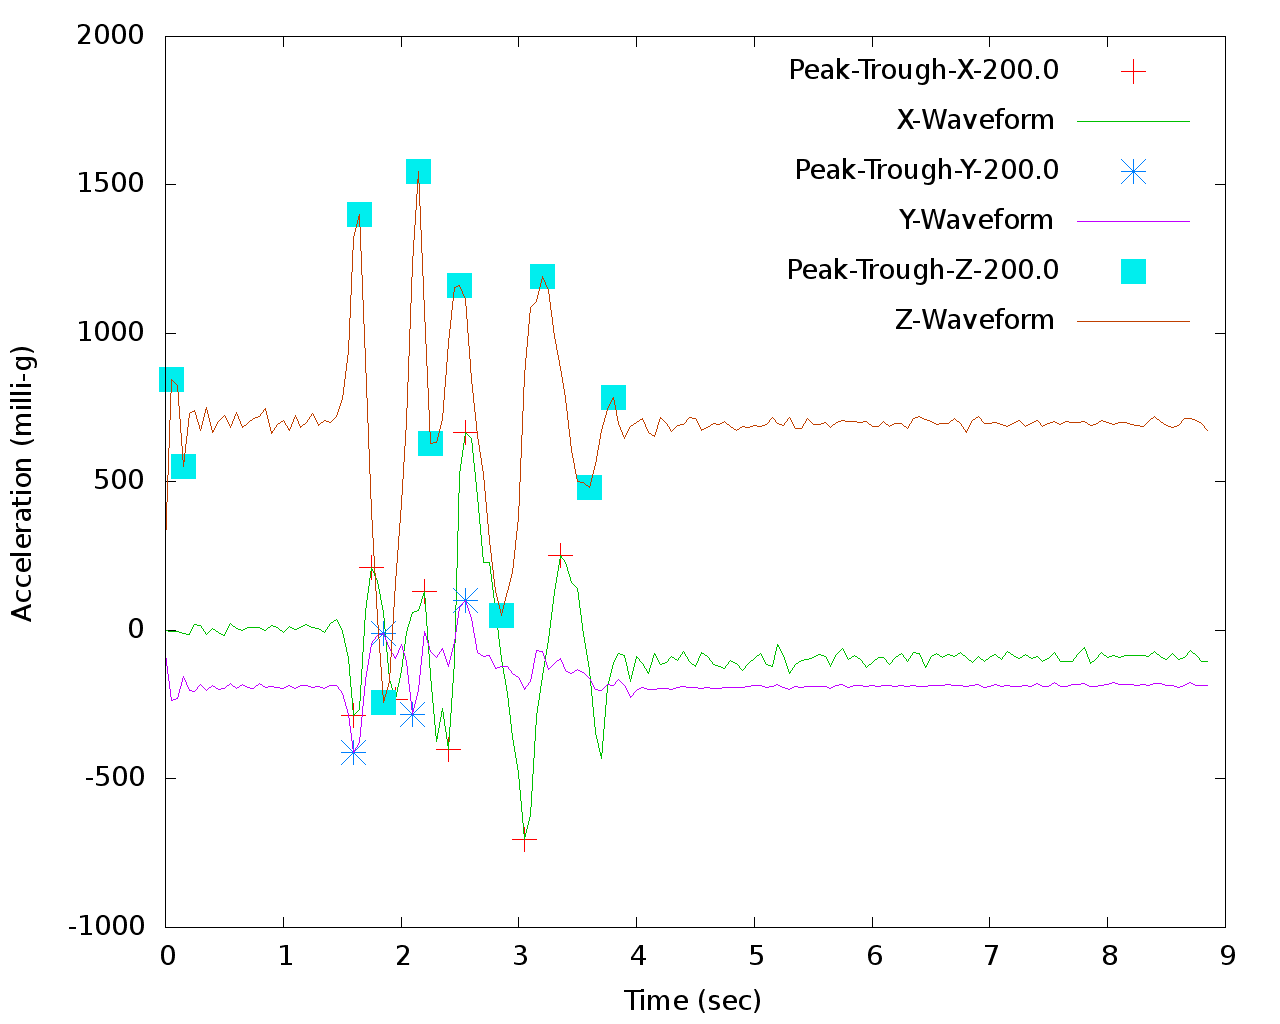 2000
1500
1000
500
0
-500
-1000
Acceleration (milli-g)
Peak-Trough-X-200.0
X-Waveform
Peak-Trough-Y-200.0
Y-Waveform
Peak-Trough-Z-200.0
Z-Waveform
0 1 2 3 4 5 6 7 8 9
Time (sec)